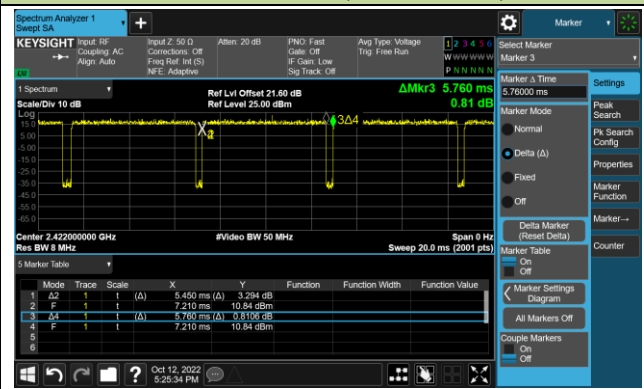 Spectrum Analyzer 1
Swept SA
Marker
KEYSIGHT
Input: RF
Coupling: AC
Align: Auto
Input Z: 50 Ω
Corrections: Off
Freq Ref: Int (S)
NFE: Adaptive
Atten: 20 dB
PNO: Fast
Gate: Off
IF Gain: Low
Sig Track: Off
Avg Type: Voltage
Trig: Free Run
1 2 3 4 5 6
W W W W W W
P N N N N N
Select Marker
Marker 3
1 Spectrum
Scale/Div 10 dB
Ref Lvl Offset 21.60 dB
Ref Level 25.00 dBm
ΔMkr3 5.760 ms
0.81 dB
Log
15.0
5.00
-5.00
-15.0
-25.0
-35.0
-45.0
-55.0
-65.0
3Δ4
Center 2.422000000 GHz
Res BW 8 MHz
#Video BW 50 MHz
Span 0 Hz
Sweep 20.0 ms (2001 pts)
5 Marker Table
Mode Trace Scale X Y Function Function Width Function Value
1 Δ2 1 t (Δ) 5.450 ms (Δ) 3.294 dB
2 F 1 t 7.210 ms 10.84 dBm
3 Δ4 1 t (Δ) 5.760 ms (Δ) 0.8106 dB
4 F 1 t 7.210 ms 10.84 dBm
5
6
Marker Δ Time
5.76000 ms
Marker Mode
Normal
Delta (Δ)
Fixed
Off
Delta Marker
(Reset Delta)
Marker Table
On
Off
Marker Settings
Diagram
All Markers Off
Couple Markers
On
Off
Settings
Peak
Search
Pk Search
Config
Properties
Marker
Function
Marker→
Counter
Oct 12, 2022
5:25:34 PM